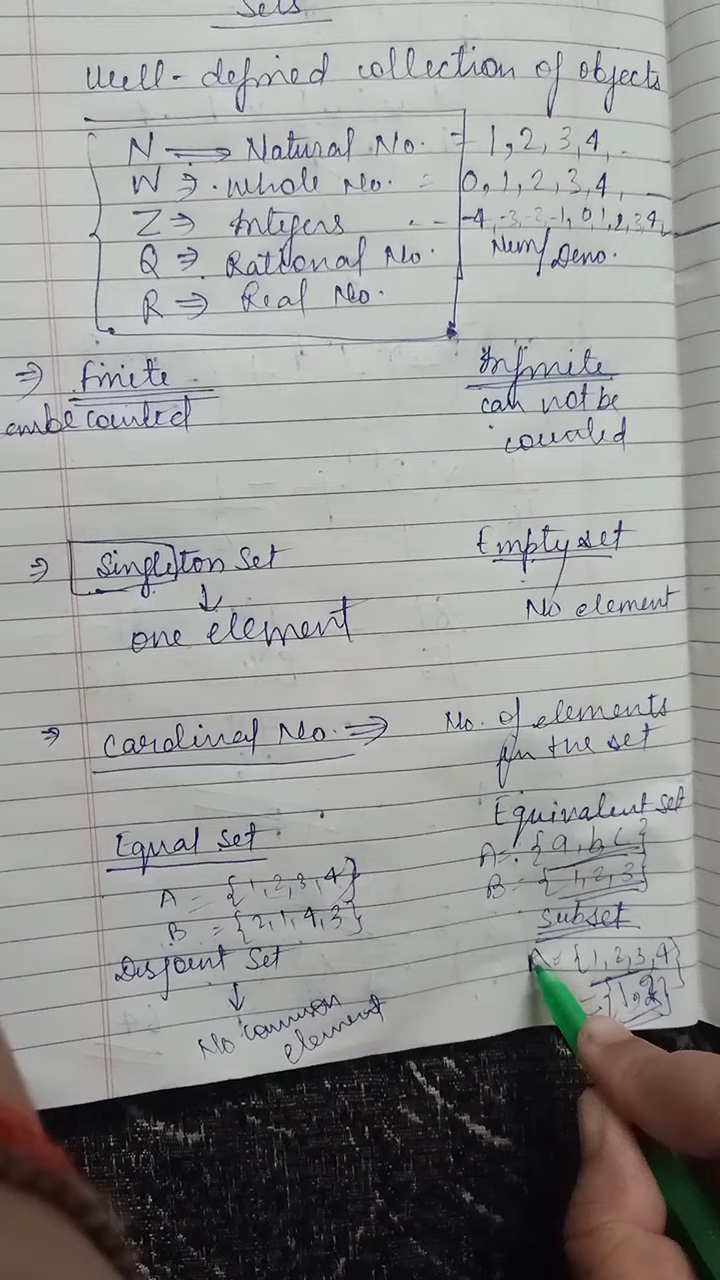 Sets
Well-defined collection of objects
N ⟹ Natural No. = 1, 2, 3, 4, ..
W ⇒ Whole No. = 0, 1, 2, 3, 4,
Z ⇒ Integers .. -4, -3, -2, -1, 0, 1, 2, 3, 4,
Q ⇒ Rational No. Num/Deno.
R ⇒ Real No.
⇒ finite Infinite
can be counted can not be
counted
⇒ Singleton Set Empty set
↓
one element No element
⇒ Cardinal No. ⇒ No. of elements
in the set
Equal Set Equivalent Set
A = {1, 2, 3, 4} A = {a, b, c}
B = {2, 1, 4, 3} B = {1, 2, 3}
Disjoint Set Subset
↓ A = {1, 2, 3, 4}
No common = {1, 2}
element